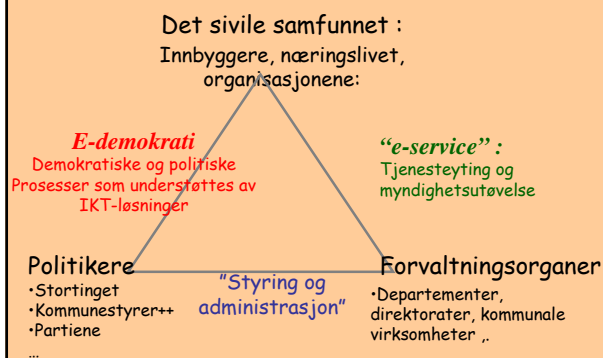 Det sivile samfunnet :
Innbyggere, næringslivet,
organisasjonene:
E-demokrati
Demokratiske og politiske
Prosesser som understøttes av
IKT-løsninger
“e-service” :
Tjenesteyting og
myndighetsutøvelse
Politikere
•Stortinget
•Kommunestyrer++
•Partiene
...
"Styring og
administrasjon"
Forvaltningsorganer
•Departementer,
direktorater, kommunale
virksomheter ,.